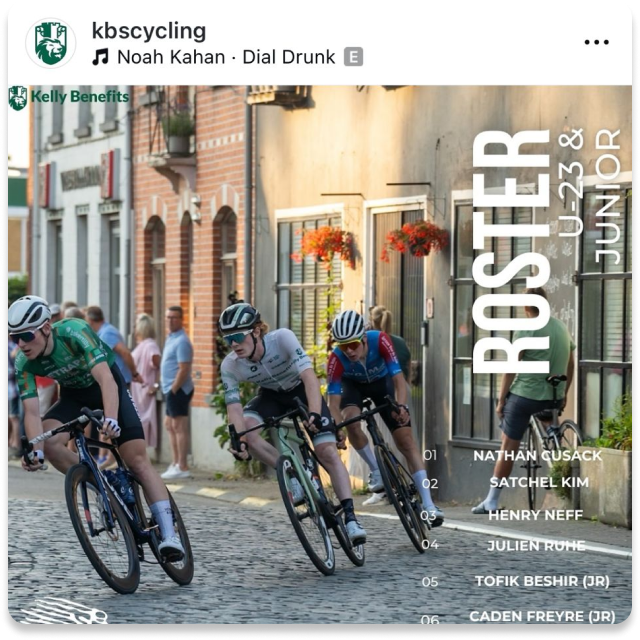 kbscycling
Noah Kahan · Dial Drunk E
Kelly Benefits
ROSTER
U-23 &
JUNIOR
01 NATHAN CUSACK
02 SATCHEL KIM
03 HENRY NEFF
04 JULIEN RUHE
05 TOFIK BESHIR (JR)
06 CADEN FREYRE (JR)